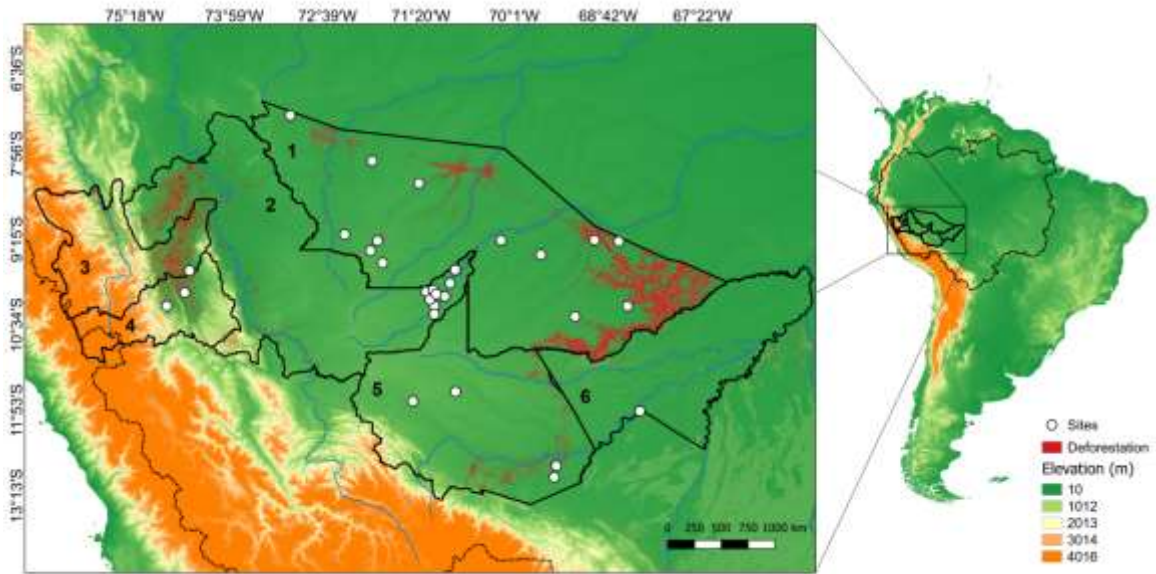 75°18'W 73°59'W 72°39'W 71°20'W 70°1'W 68°42'W 67°22'W
6°36'S
7°56'S
9°15'S
10°34'S
11°53'S
13°13'S
1
2
3
4
5
6
0 250 500 750 1000 km
Sites
Deforestation
Elevation (m)
10
1012
2013
3014
4016